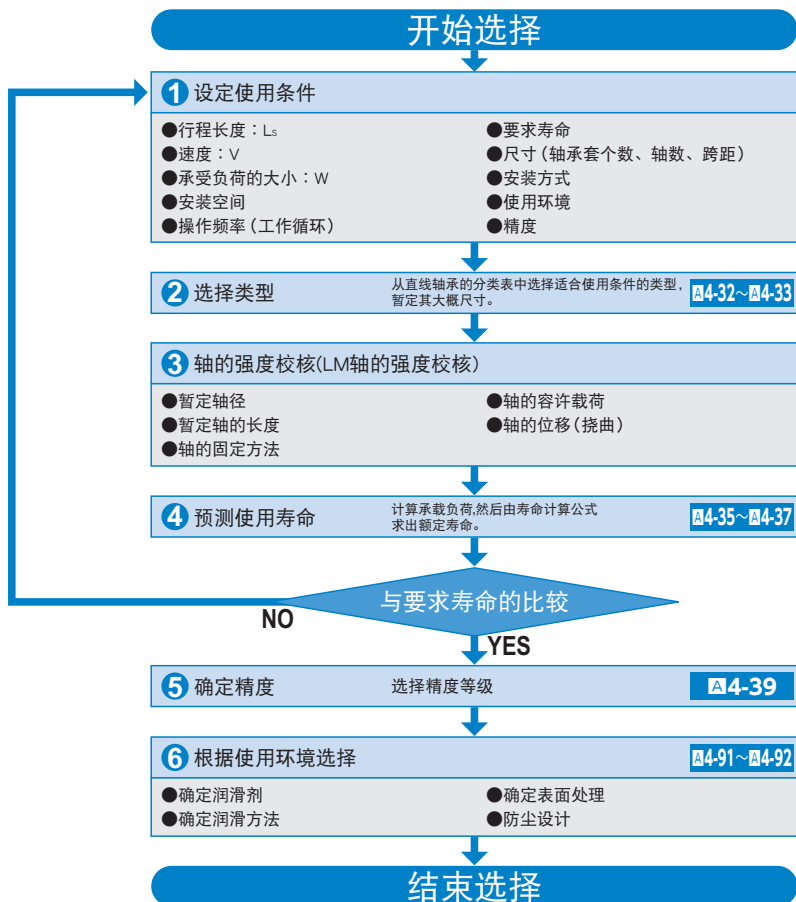 开始选择
1 设定使用条件
●行程长度：Ls
●速度：V
●承受负荷的大小：W
●安装空间
●操作频率（工作循环）
●要求寿命
●尺寸（轴承套个数、轴数、跨距）
●安装方式
●使用环境
●精度
2 选择类型
从直线轴承的分类表中选择适合使用条件的类型，
暂定其大概尺寸。
A4-32～A4-33
3 轴的强度校核(LM轴的强度校核）
●暂定轴径
●暂定轴的长度
●轴的固定方法
●轴的容许载荷
●轴的位移（挠曲）
4 预测使用寿命
计算承载负荷,然后由寿命计算公式
求出额定寿命。
A4-35～A4-37
与要求寿命的比较
NO
YES
5 确定精度
选择精度等级
A4-39
6 根据使用环境选择
A4-91～A4-92
●确定润滑剂
●确定润滑方法
●确定表面处理
●防尘设计
结束选择